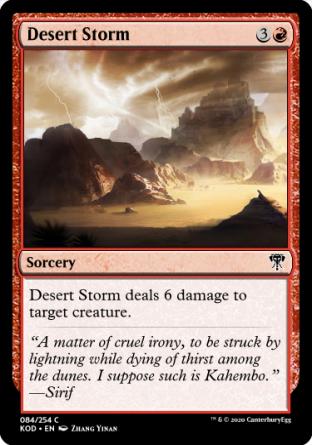 Desert Storm 3
Sorcery
Desert Storm deals 6 damage to
target creature.
“A matter of cruel irony, to be struck by
lightning while dying of thirst among
the dunes. I suppose such is Kahembo.”
—Sirif
084/254 C
KOD • EN Zhang Yinan
™ & © 2020 CanterburyEgg